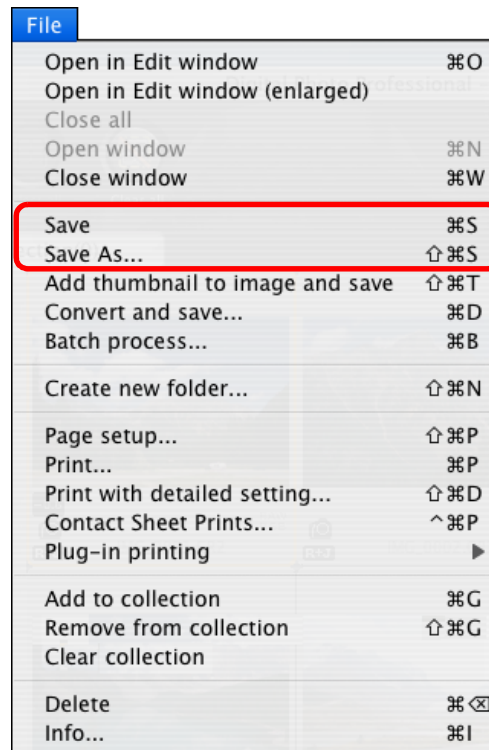 File
Open in Edit window ⌘O
Open in Edit window (enlarged)
Close all
Open window ⌘N
Close window ⌘W
Save ⌘S
Save As... ⇧⌘S
Add thumbnail to image and save ⇧⌘T
Convert and save... ⌘D
Batch process... ⌘B
Create new folder... ⇧⌘N
Page setup... ⇧⌘P
Print... ⌘P
Print with detailed setting... ⇧⌘D
Contact Sheet Prints... ^⌘P
Plug-in printing ▶
Add to collection ⌘G
Remove from collection ⇧⌘G
Clear collection
Delete ⌘⌫
Info... ⌘I